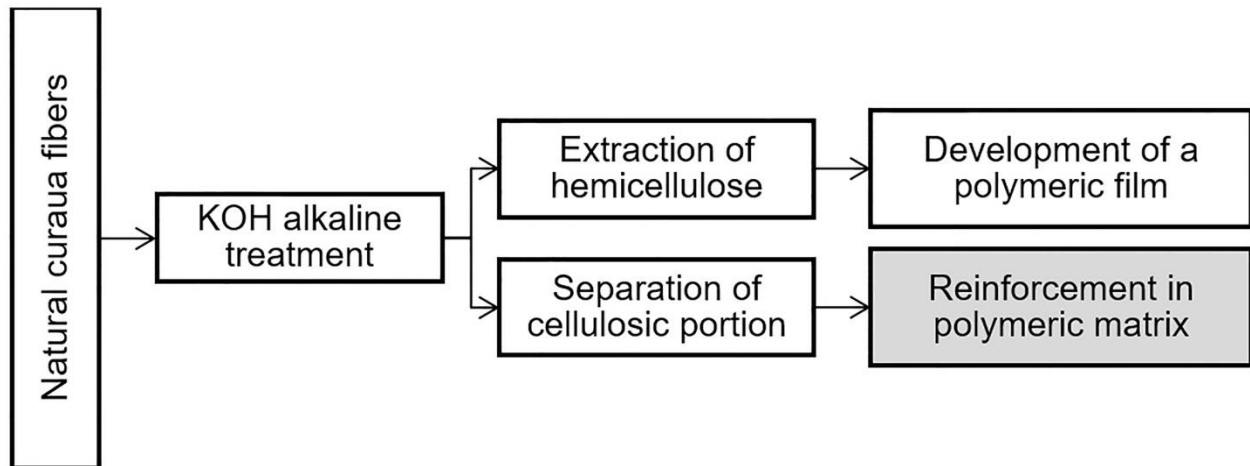 Natural curaua fibers
KOH alkaline
treatment
Extraction of
hemicellulose
Development of a
polymeric film
Separation of
cellulosic portion
Reinforcement in
polymeric matrix